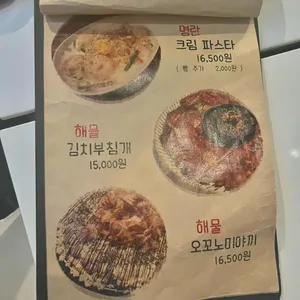 명란
크림 파스타
16,500원
( 빵 추가 2,000원 )
해물
김치부침개
15,000원
해물
오꼬노미야끼
16,500원